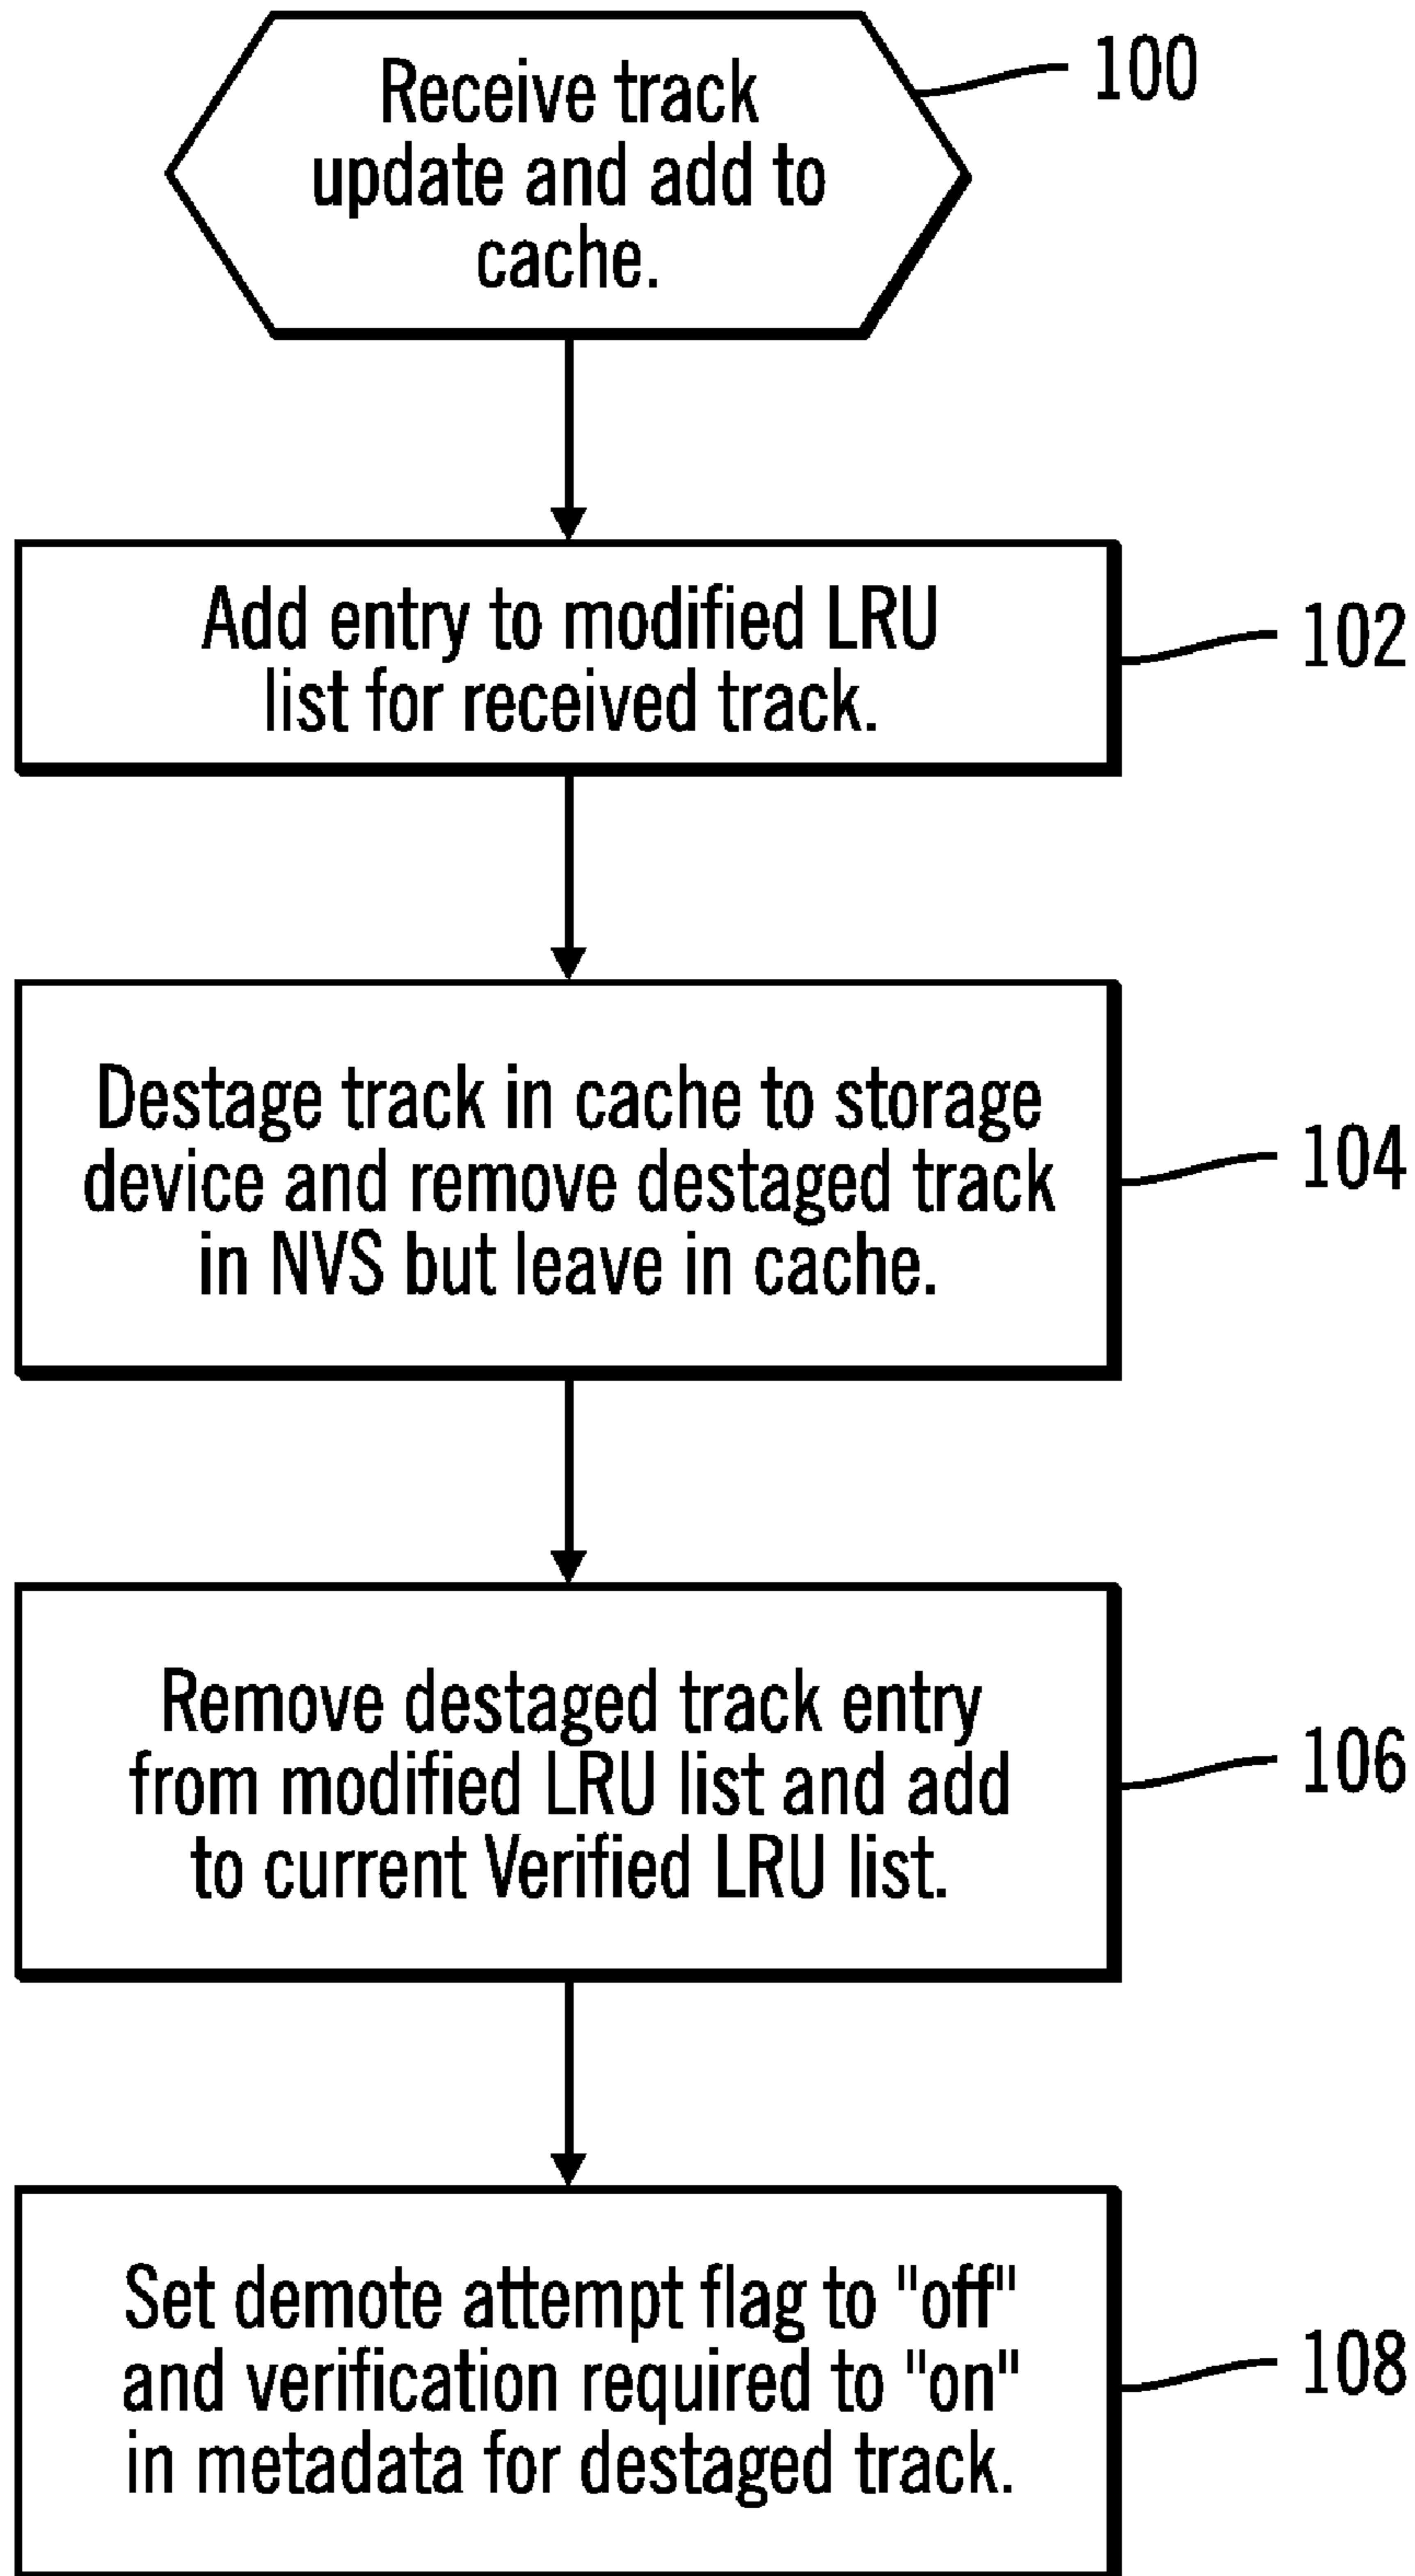 Receive track
update and add to
cache.
100
Add entry to modified LRU
list for received track.
102
Destage track in cache to storage
device and remove destaged track
in NVS but leave in cache.
104
Remove destaged track entry
from modified LRU list and add
to current Verified LRU list.
106
Set demote attempt flag to "off"
and verification required to "on"
in metadata for destaged track.
108